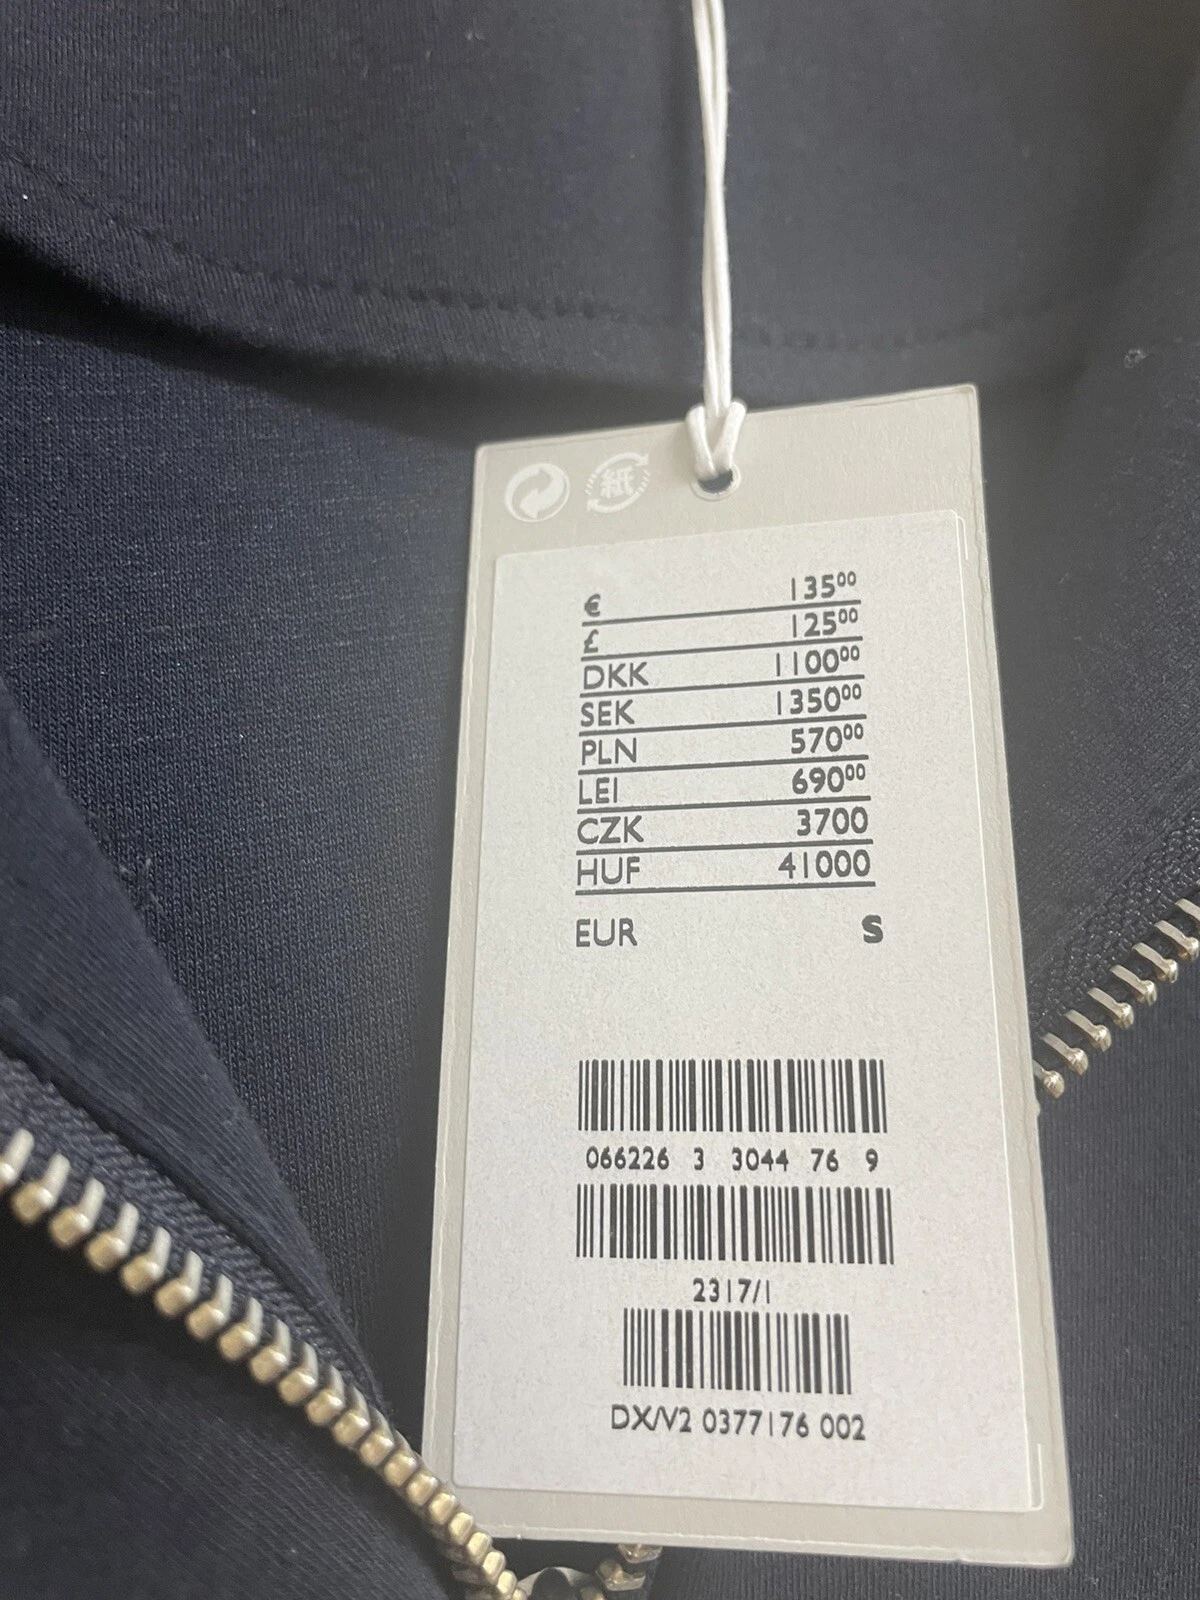 紙
€ 135⁰⁰
£ 125⁰⁰
DKK 1100⁰⁰
SEK 1350⁰⁰
PLN 570⁰⁰
LEI 690⁰⁰
CZK 3700
HUF 41000
EUR S
066226 3 3044 76 9
2317/1
DX/V2 0377176 002